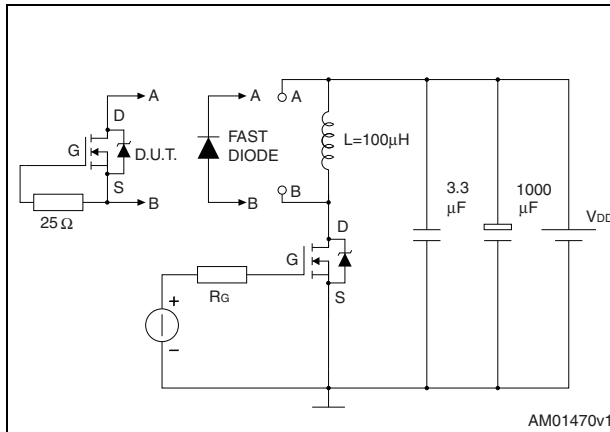 A
D
G
D.U.T.
S
B
25 Ω
A
FAST
DIODE
B
A
L=100µH
B
D
G
S
RG
+
–
3.3
µF
1000
µF
VDD
AM01470v1